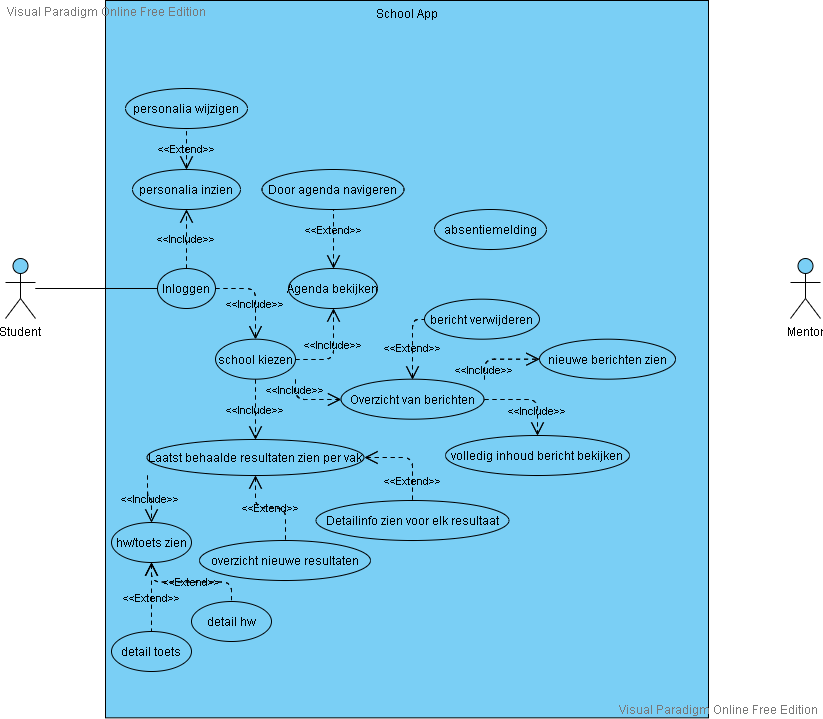 Visual Paradigm Online Free Edition
School App
personalia wijzigen
<<Extend>>
personalia inzien
Door agenda navigeren
<<Include>>
<<Extend>>
absentiemelding
Inloggen
Agenda bekijken
<<Include>>
Student
Mentor
bericht verwijderen
<<Include>>
<<Extend>>
school kiezen
nieuwe berichten zien
<<Include>>
<<Include>>
Overzicht van berichten
<<Include>>
<<Include>>
volledig inhoud bericht bekijken
Laatst behaalde resultaten zien per vak
<<Extend>>
<<Include>>
<<Extend>>
Detailinfo zien voor elk resultaat
hw/toets zien
overzicht nieuwe resultaten
<<Extend>>
<<Extend>>
detail hw
detail toets
Visual Paradigm Online Free Edition